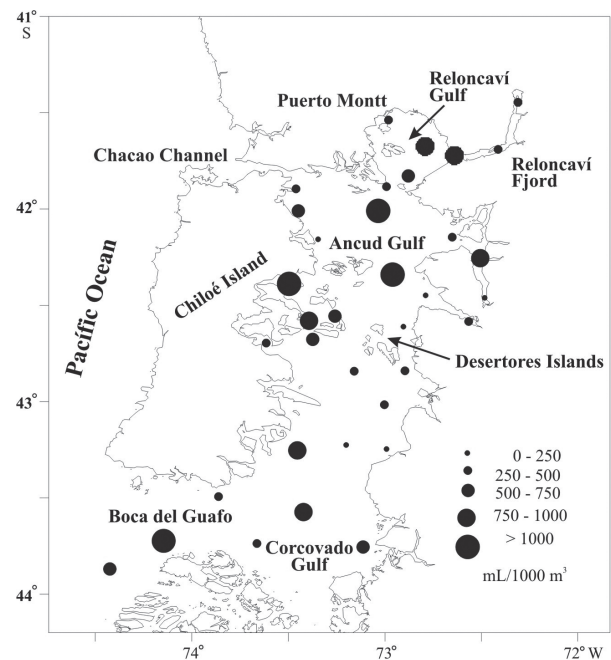 41°
S
Reloncaví
Gulf
Puerto Montt
Chacao Channel
Reloncaví
Fjord
42°
Ancud Gulf
Chiloé Island
Pacífic Ocean
Desertores Islands
43°
0 - 250
250 - 500
500 - 750
750 - 1000
> 1000
mL/1000 m³
Boca del Guafo
Corcovado
Gulf
44°
74°
73°
72° W